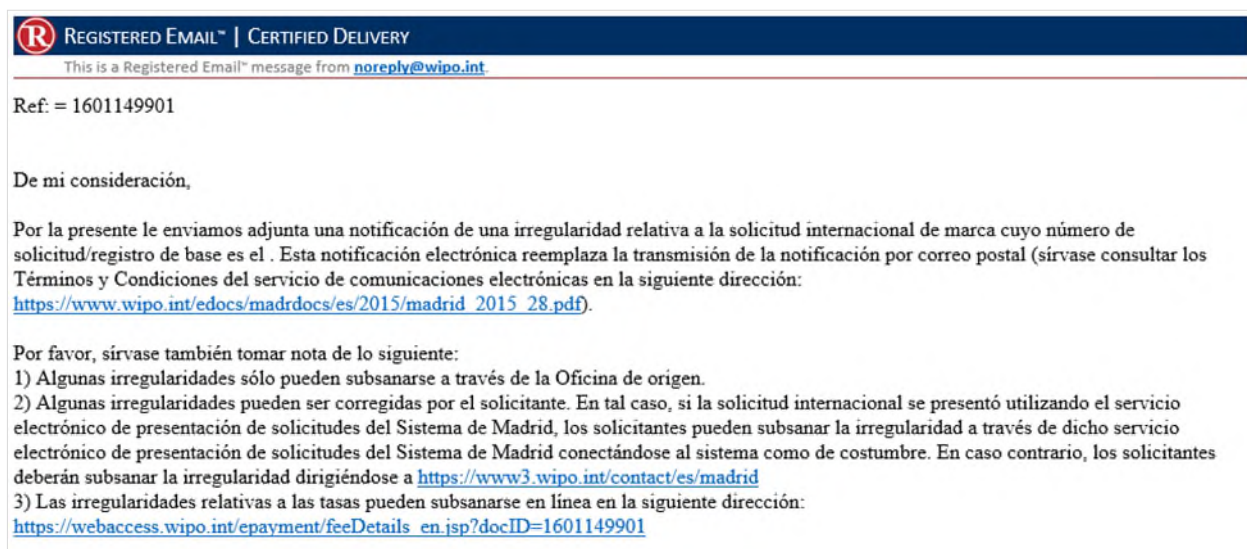 R REGISTERED EMAIL™ | CERTIFIED DELIVERY
This is a Registered Email™ message from noreply@wipo.int.
Ref: = 1601149901
De mi consideración,
Por la presente le enviamos adjunta una notificación de una irregularidad relativa a la solicitud internacional de marca cuyo número de
solicitud/registro de base es el . Esta notificación electrónica reemplaza la transmisión de la notificación por correo postal (sírvase consultar los
Términos y Condiciones del servicio de comunicaciones electrónicas en la siguiente dirección:
https://www.wipo.int/edocs/madrdocs/es/2015/madrid_2015_28.pdf).
Por favor, sírvase también tomar nota de lo siguiente:
1) Algunas irregularidades sólo pueden subsanarse a través de la Oficina de origen.
2) Algunas irregularidades pueden ser corregidas por el solicitante. En tal caso, si la solicitud internacional se presentó utilizando el servicio
electrónico de presentación de solicitudes del Sistema de Madrid, los solicitantes pueden subsanar la irregularidad a través de dicho servicio
electrónico de presentación de solicitudes del Sistema de Madrid conectándose al sistema como de costumbre. En caso contrario, los solicitantes
deberán subsanar la irregularidad dirigiéndose a https://www3.wipo.int/contact/es/madrid
3) Las irregularidades relativas a las tasas pueden subsanarse en línea en la siguiente dirección:
https://webaccess.wipo.int/epayment/feeDetails_en.jsp?docID=1601149901